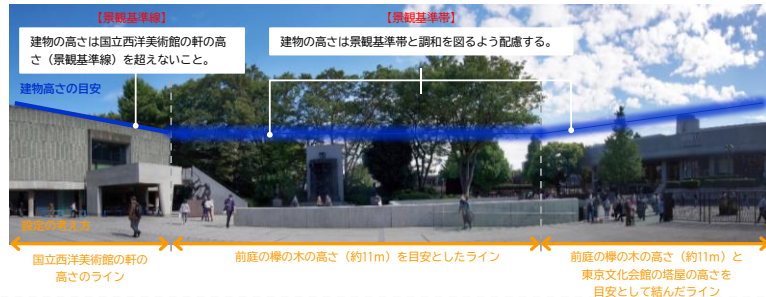 【景観基準線】
建物の高さは国立西洋美術館の軒の高
さ（景観基準線）を超えないこと。
【景観基準帯】
建物の高さは景観基準帯と調和を図るよう配慮する。
建物高さの目安
設定の考え方
国立西洋美術館の軒の
高さのライン
前庭の欅の木の高さ（約11m）を目安としたライン
前庭の欅の木の高さ（約11m）と
東京文化会館の塔屋の高さを
目安として結んだライン